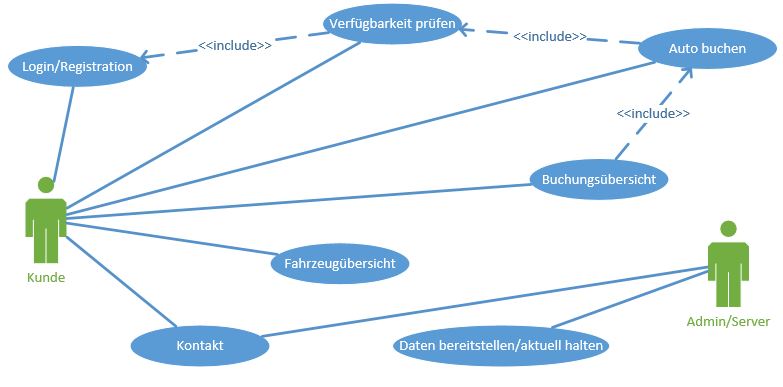 Verfügbarkeit prüfen
<<include>>
<<include>>
Auto buchen
Login/Registration
<<include>>
Buchungsübersicht
Fahrzeugübersicht
Kunde
Admin/Server
Kontakt
Daten bereitstellen/aktuell halten